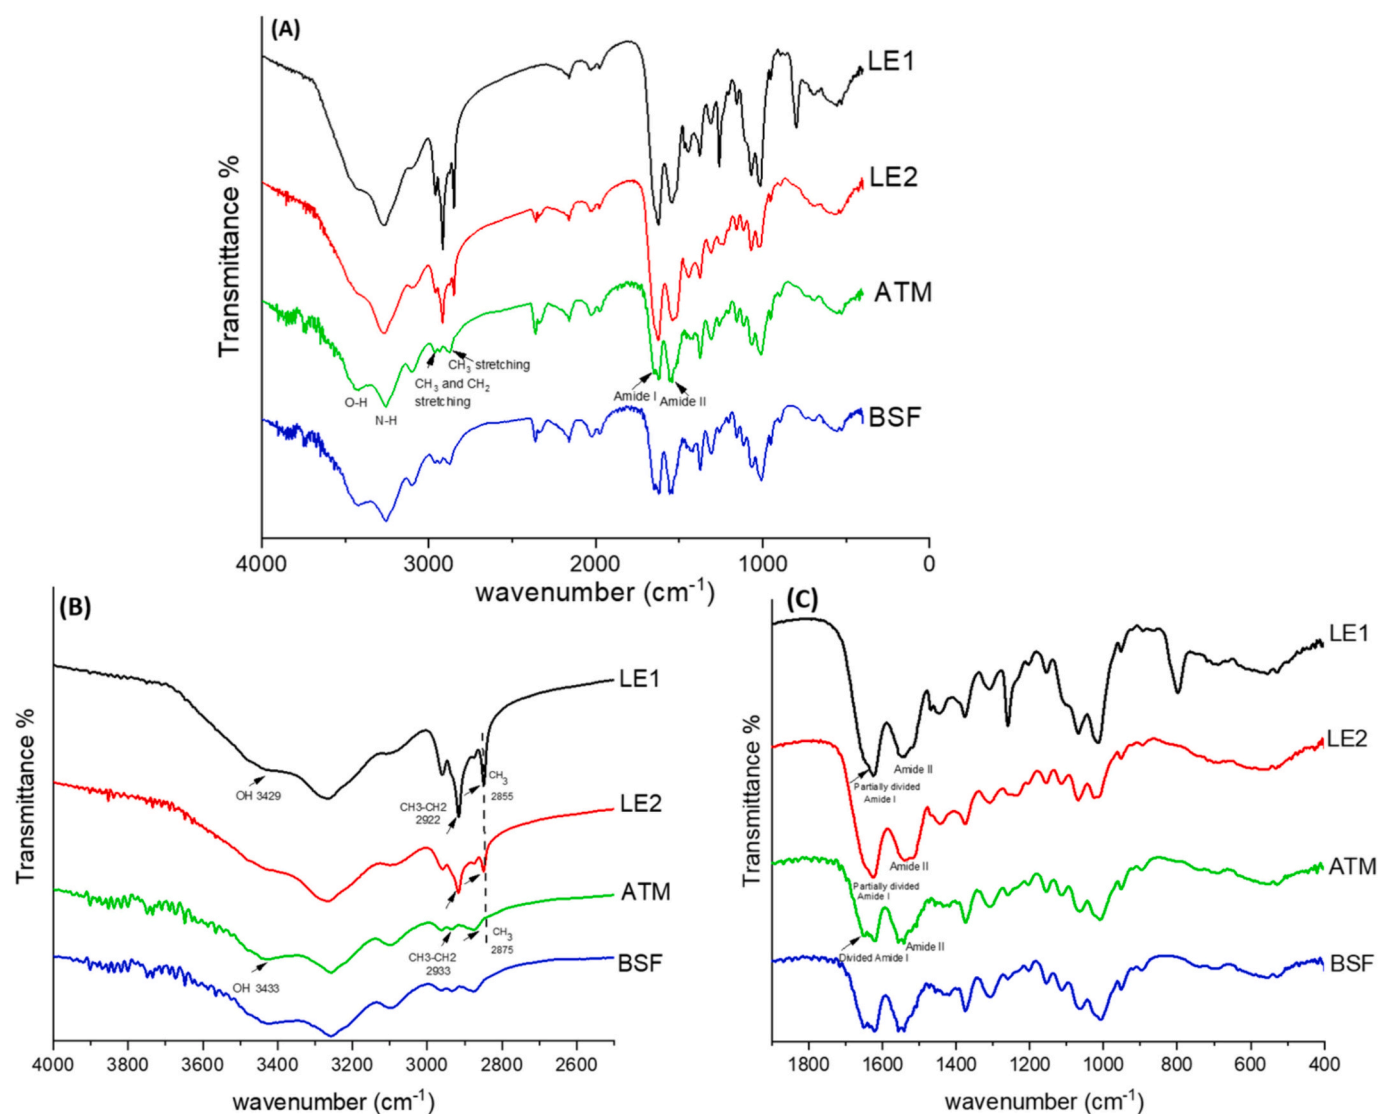 (A)
LE1
LE2
ATM
BSF
Transmittance %
CH3 stretching
CH3 and CH2
stretching
O-H
N-H
Amide I
Amide II
4000
3000
2000
1000
0
wavenumber (cm-1)
(B)
LE1
LE2
ATM
BSF
Transmittance %
OH 3429
CH3-CH2
2922
CH3
2855
OH 3433
CH3-CH2
2933
CH3
2875
4000
3800
3600
3400
3200
3000
2800
2600
wavenumber (cm-1)
(C)
LE1
LE2
ATM
BSF
Transmittance %
Amide II
Partially divided
Amide I
Amide II
Partially divided
Amide I
Amide II
Divided Amide I
1800
1600
1400
1200
1000
800
600
400
wavenumber (cm-1)